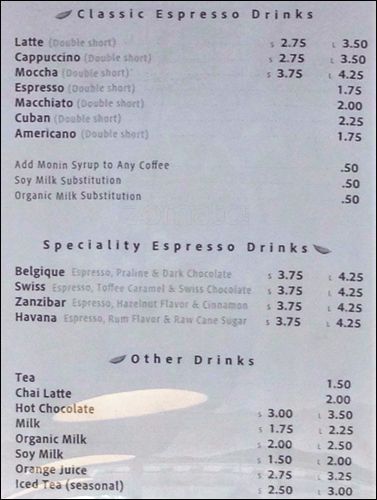 Classic Espresso Drinks
Latte (Double short) S 2.75 L 3.50
Cappuccino (Double short) S 2.75 L 3.50
Moccha (Double short) S 3.75 L 4.25
Espresso (Double short) 1.75
Macchiato (Double short) 2.00
Cuban (Double short) 2.25
Americano (Double short) 1.75
Add Monin Syrup to Any Coffee .50
Soy Milk Substitution .50
Organic Milk Substitution .50
Speciality Espresso Drinks
Belgique Espresso, Praline & Dark Chocolate S 3.75 L 4.25
Swiss Espresso, Toffee Caramel & Swiss Chocolate S 3.75 L 4.25
Zanzibar Espresso, Hazelnut Flavor & Cinnamon S 3.75 L 4.25
Havana Espresso, Rum Flavor & Raw Cane Sugar S 3.75 L 4.25
Other Drinks
Tea 1.50
Chai Latte 2.00
Hot Chocolate S 3.00 L 3.50
Milk S 1.75 L 2.25
Organic Milk S 2.00 L 2.50
Soy Milk S 1.50 L 2.00
Orange Juice S 2.75 L 3.25
Iced Tea (seasonal) S 2.50 L 3.00